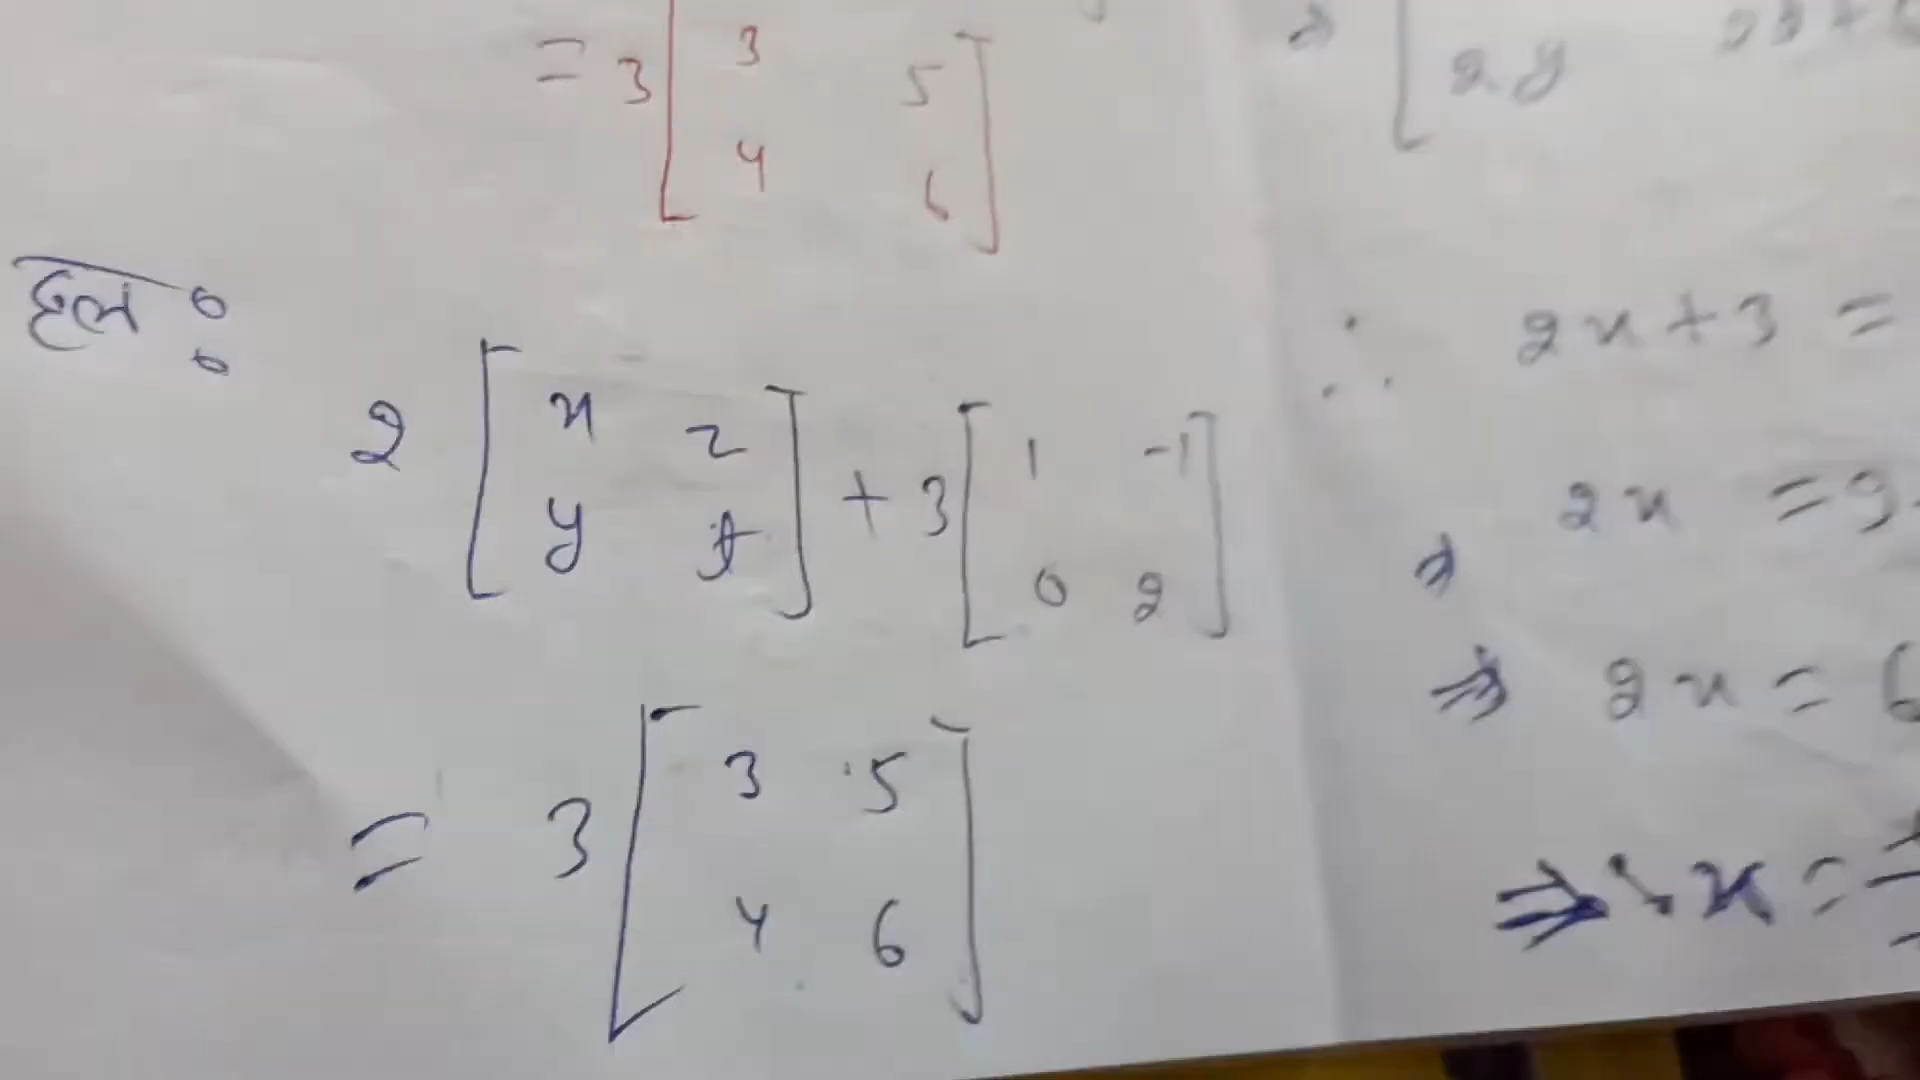 = 3 [ 3 5
4 6 ]
हल :
2 [ x z
y t ] + 3 [ 1 -1
0 2 ]
= 3 [ 3 5
4 6 ]
⇒ [ 2y
∴ 2x + 3 =
⇒ 2x = 9
⇒ 2x = 6
⇒ x =